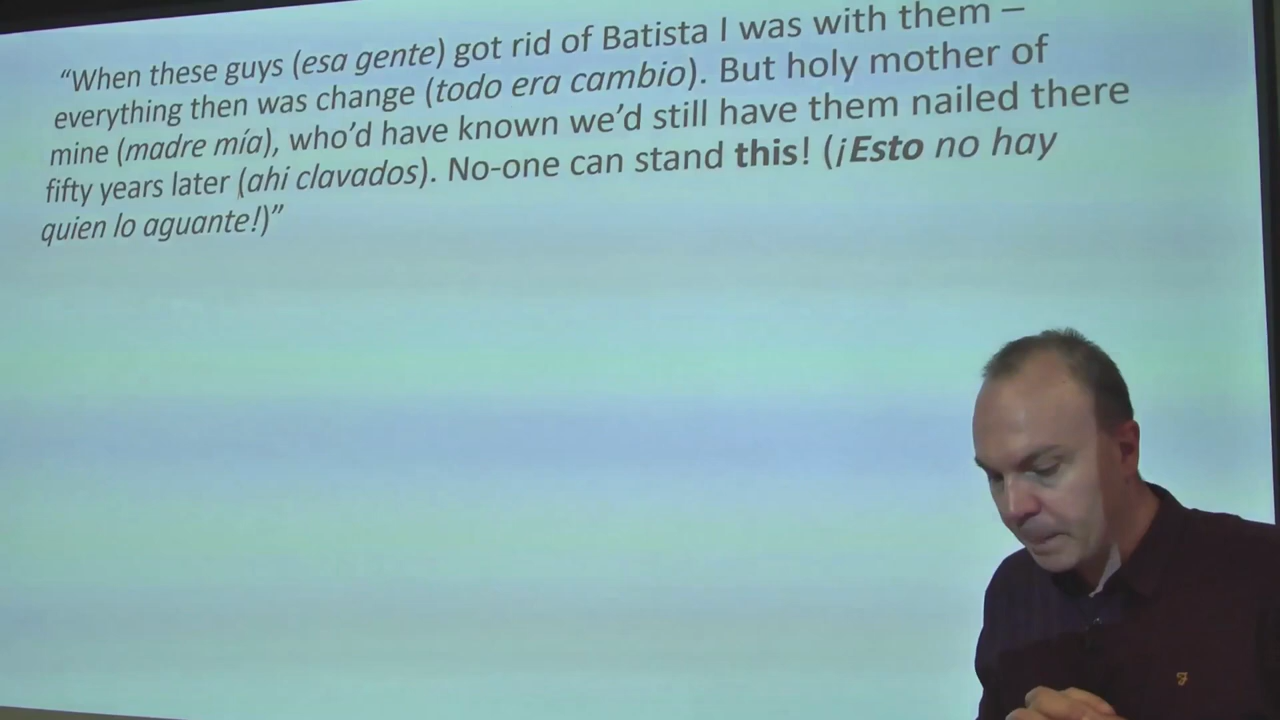 “When these guys (esa gente) got rid of Batista I was with them –
everything then was change (todo era cambio). But holy mother of
mine (madre mía), who’d have known we’d still have them nailed there
fifty years later (ahi clavados). No-one can stand this! (¡Esto no hay
quien lo aguante!)”